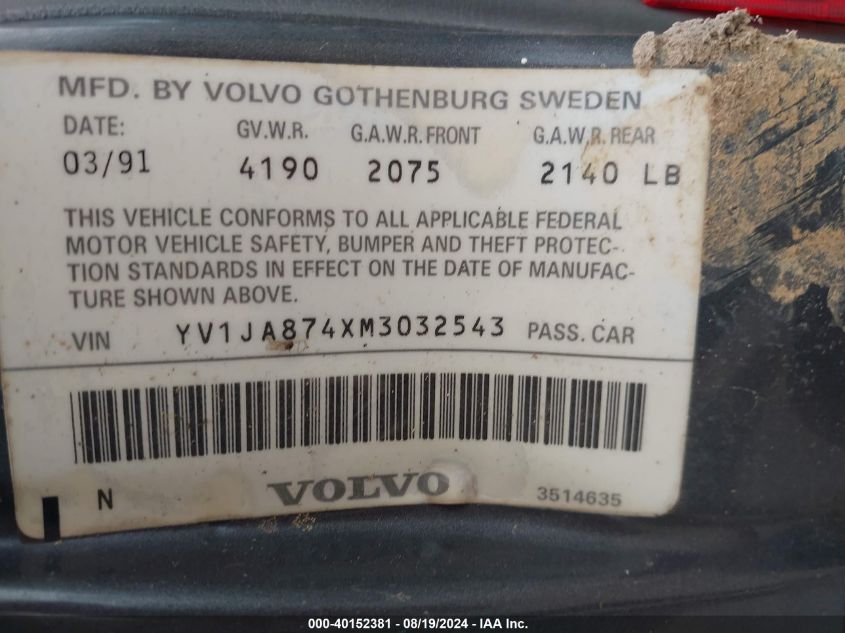 MFD. BY VOLVO GOTHENBURG SWEDEN
DATE: GV.W.R. G.A.W.R. FRONT G.A.W.R. REAR
03/91 4190 2075 2140 LB
THIS VEHICLE CONFORMS TO ALL APPLICABLE FEDERAL
MOTOR VEHICLE SAFETY, BUMPER AND THEFT PROTEC-
TION STANDARDS IN EFFECT ON THE DATE OF MANUFAC-
TURE SHOWN ABOVE.
VIN YV1JA874XM3032543 PASS. CAR
N VOLVO 3514635
000-40152381 - 08/19/2024 - IAA Inc.